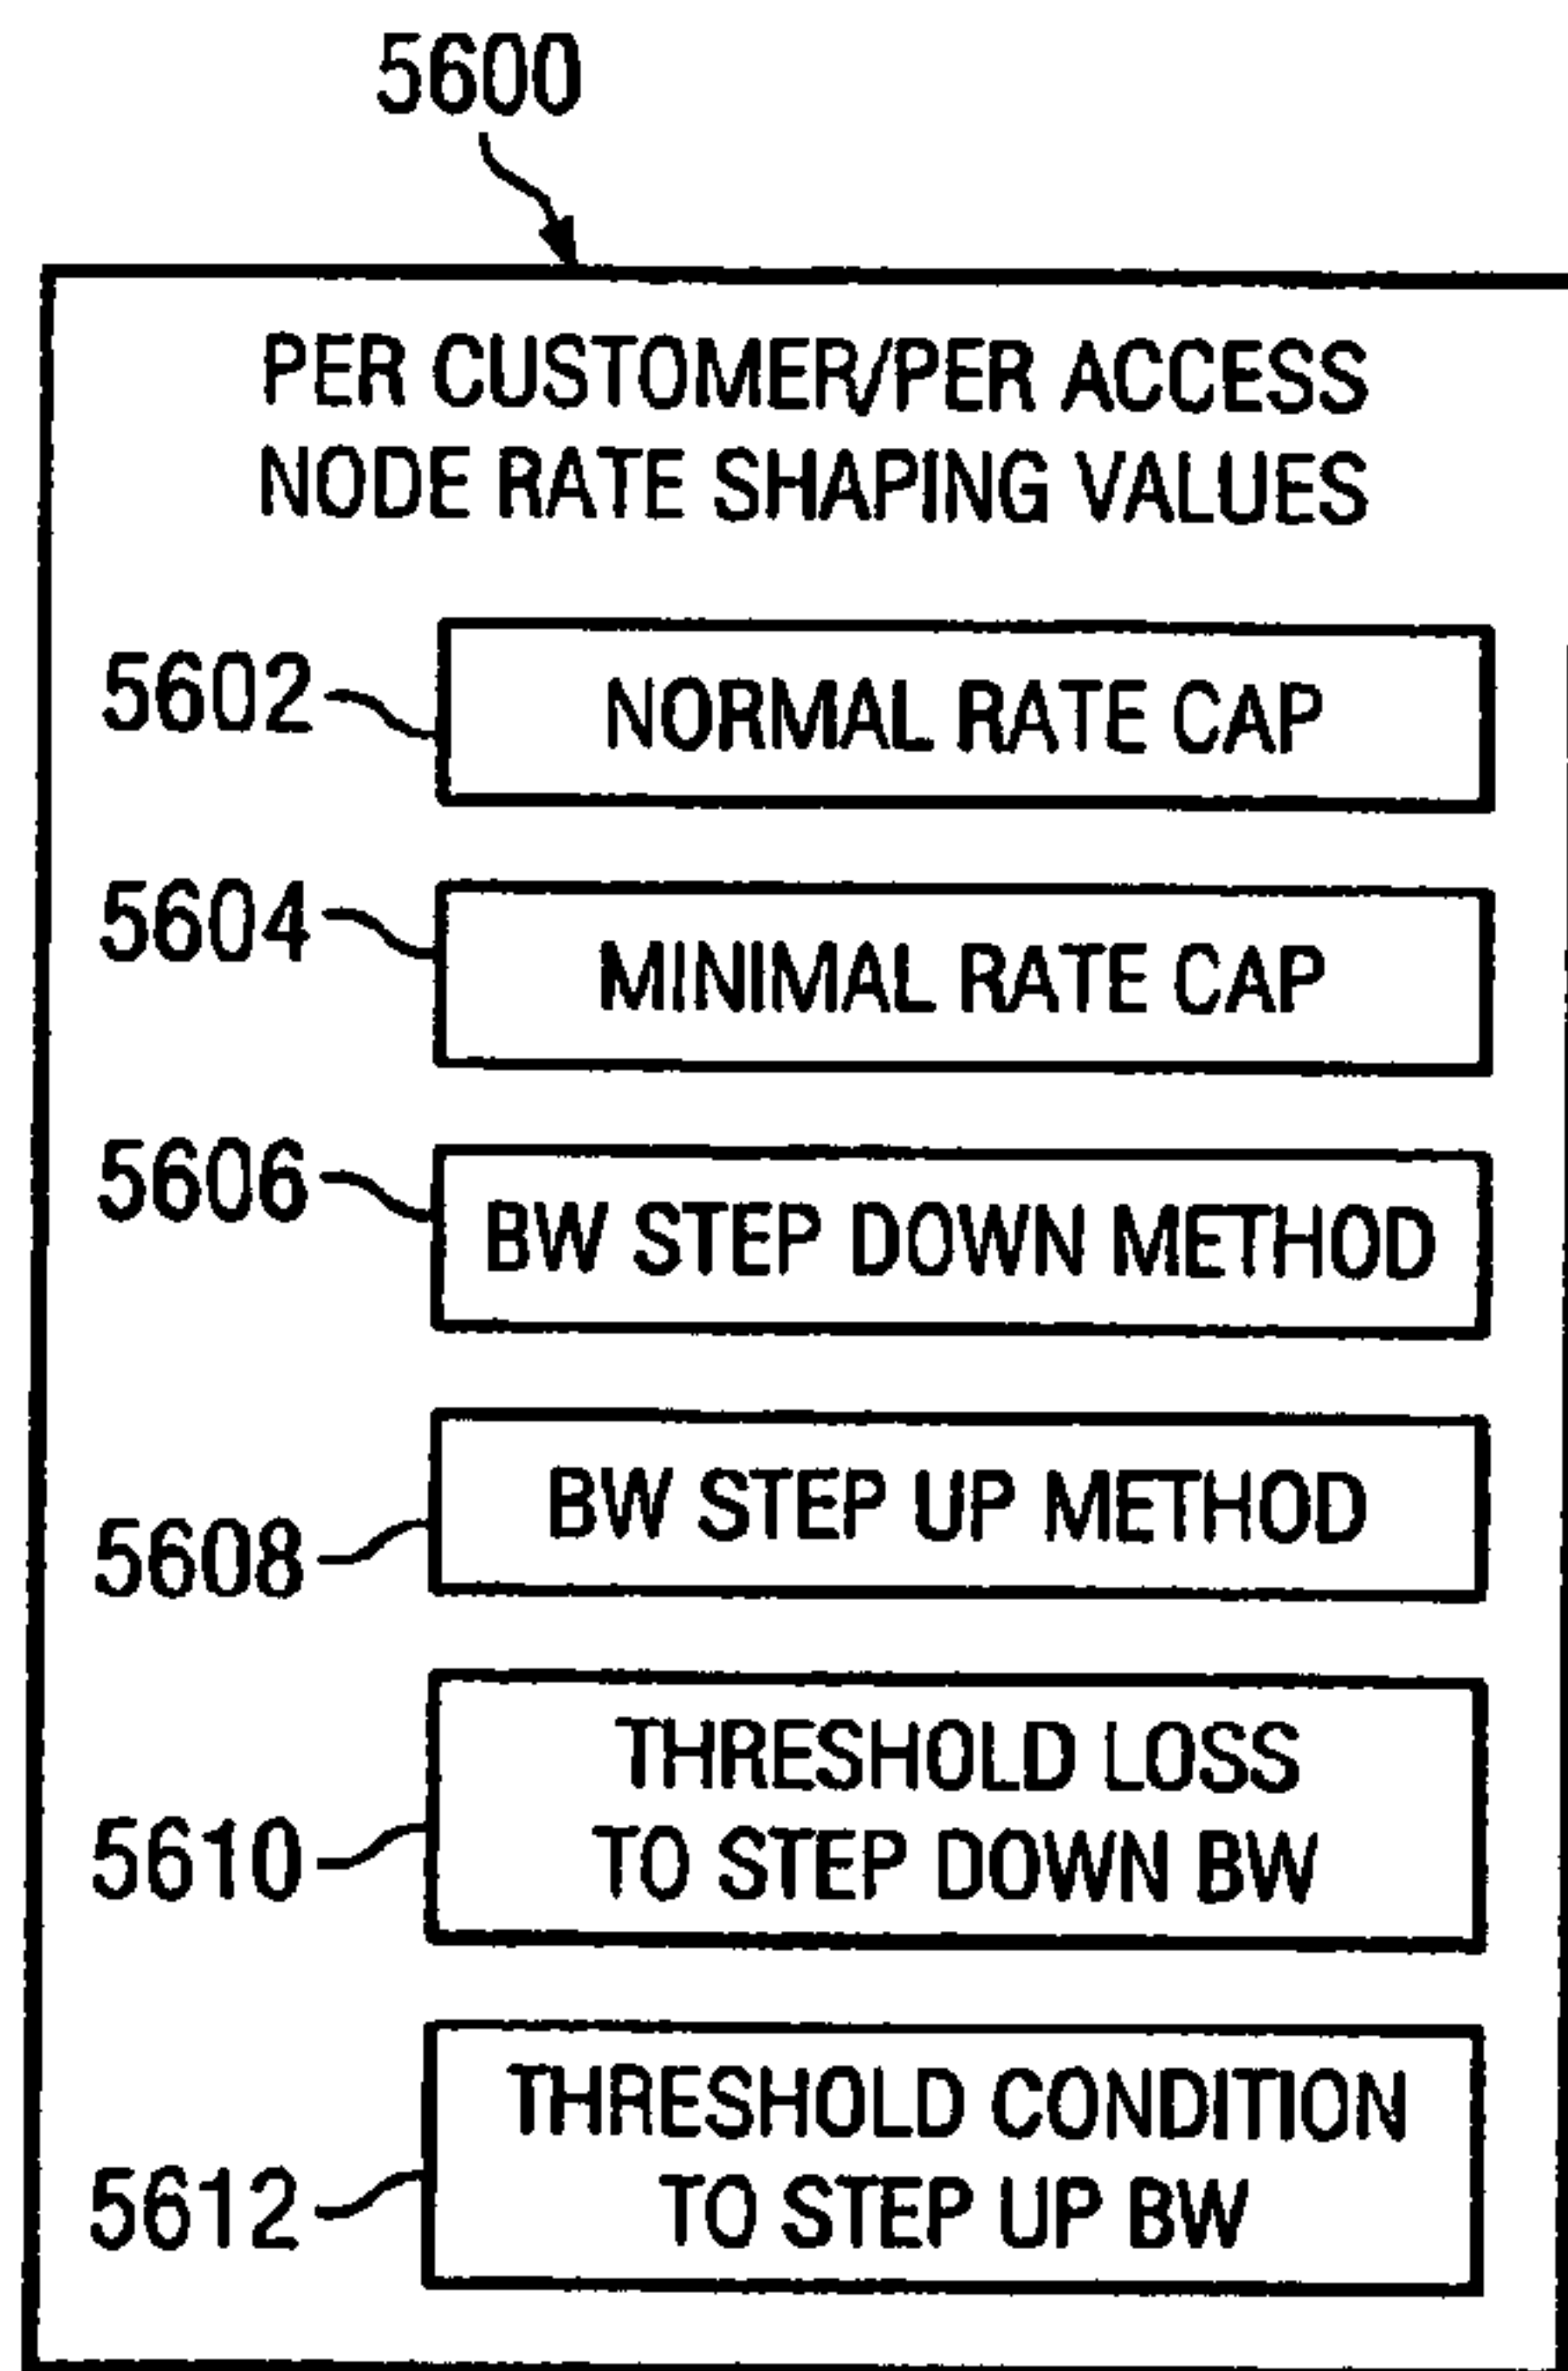 5600
PER CUSTOMER/PER ACCESS
NODE RATE SHAPING VALUES
5602
NORMAL RATE CAP
5604
MINIMAL RATE CAP
5606
BW STEP DOWN METHOD
5608
BW STEP UP METHOD
5610
THRESHOLD LOSS
TO STEP DOWN BW
5612
THRESHOLD CONDITION
TO STEP UP BW